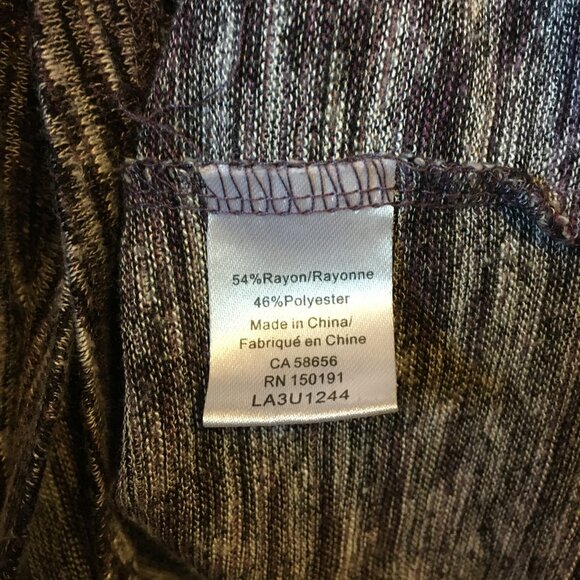 54%Rayon/Rayonne
46%Polyester
Made in China/
Fabriqué en Chine
CA 58656
RN 150191
LA3U1244